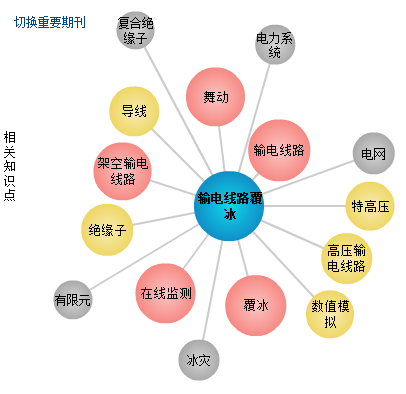 切换重要期刊
复合绝
缘子
电力系
统
导线
舞动
架空输电
线路
输电线路
电网
相
关
知
识
点
输电线路覆
冰
特高压
绝缘子
高压输
电线路
有限元
在线监测
覆冰
数值模
拟
冰灾